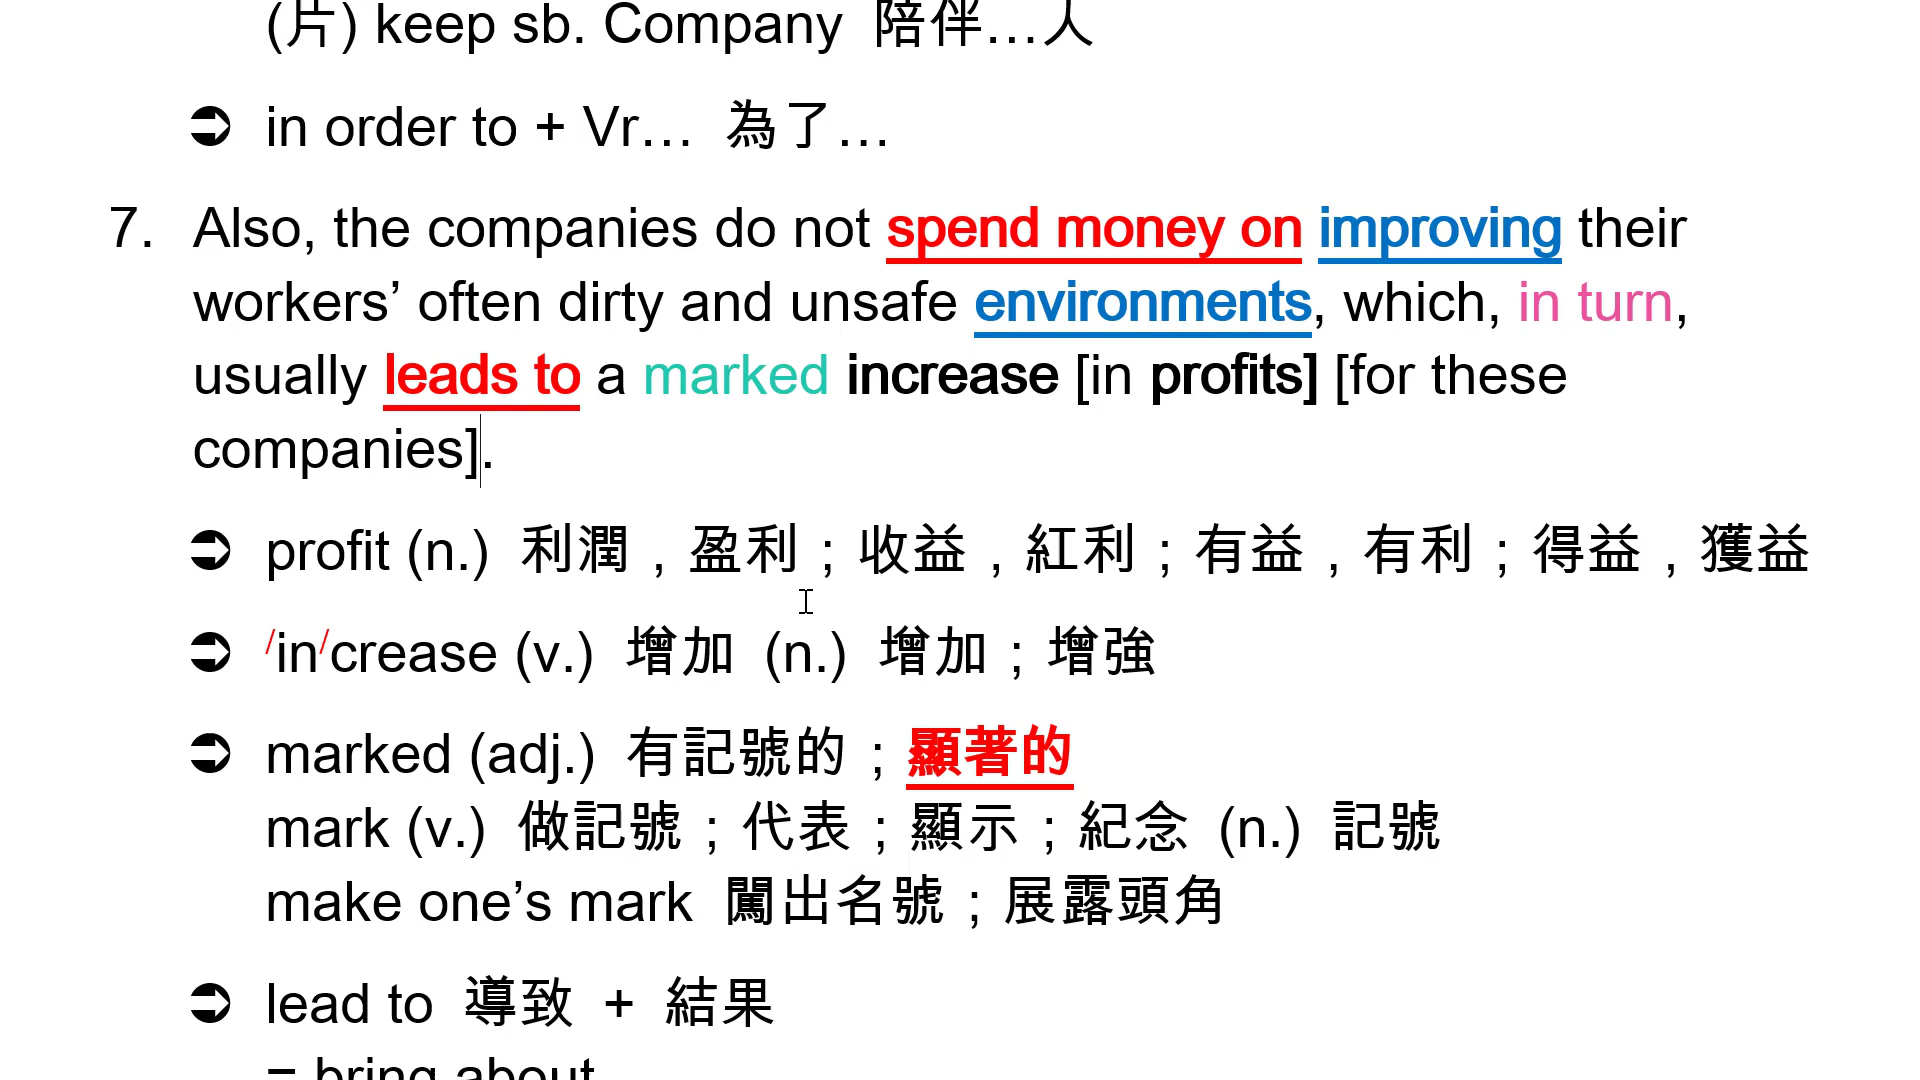 (片) keep sb. Company 陪伴…人
➲ in order to + Vr… 為了…
7. Also, the companies do not spend money on improving their
workers’ often dirty and unsafe environments, which, in turn,
usually leads to a marked increase [in profits] [for these
companies].
➲ profit (n.) 利潤，盈利；收益，紅利；有益，有利；得益，獲益
➲ /in/crease (v.) 增加 (n.) 增加；增強
➲ marked (adj.) 有記號的；顯著的
mark (v.) 做記號；代表；顯示；紀念 (n.) 記號
make one’s mark 闖出名號；展露頭角
➲ lead to 導致 + 結果
= bring about